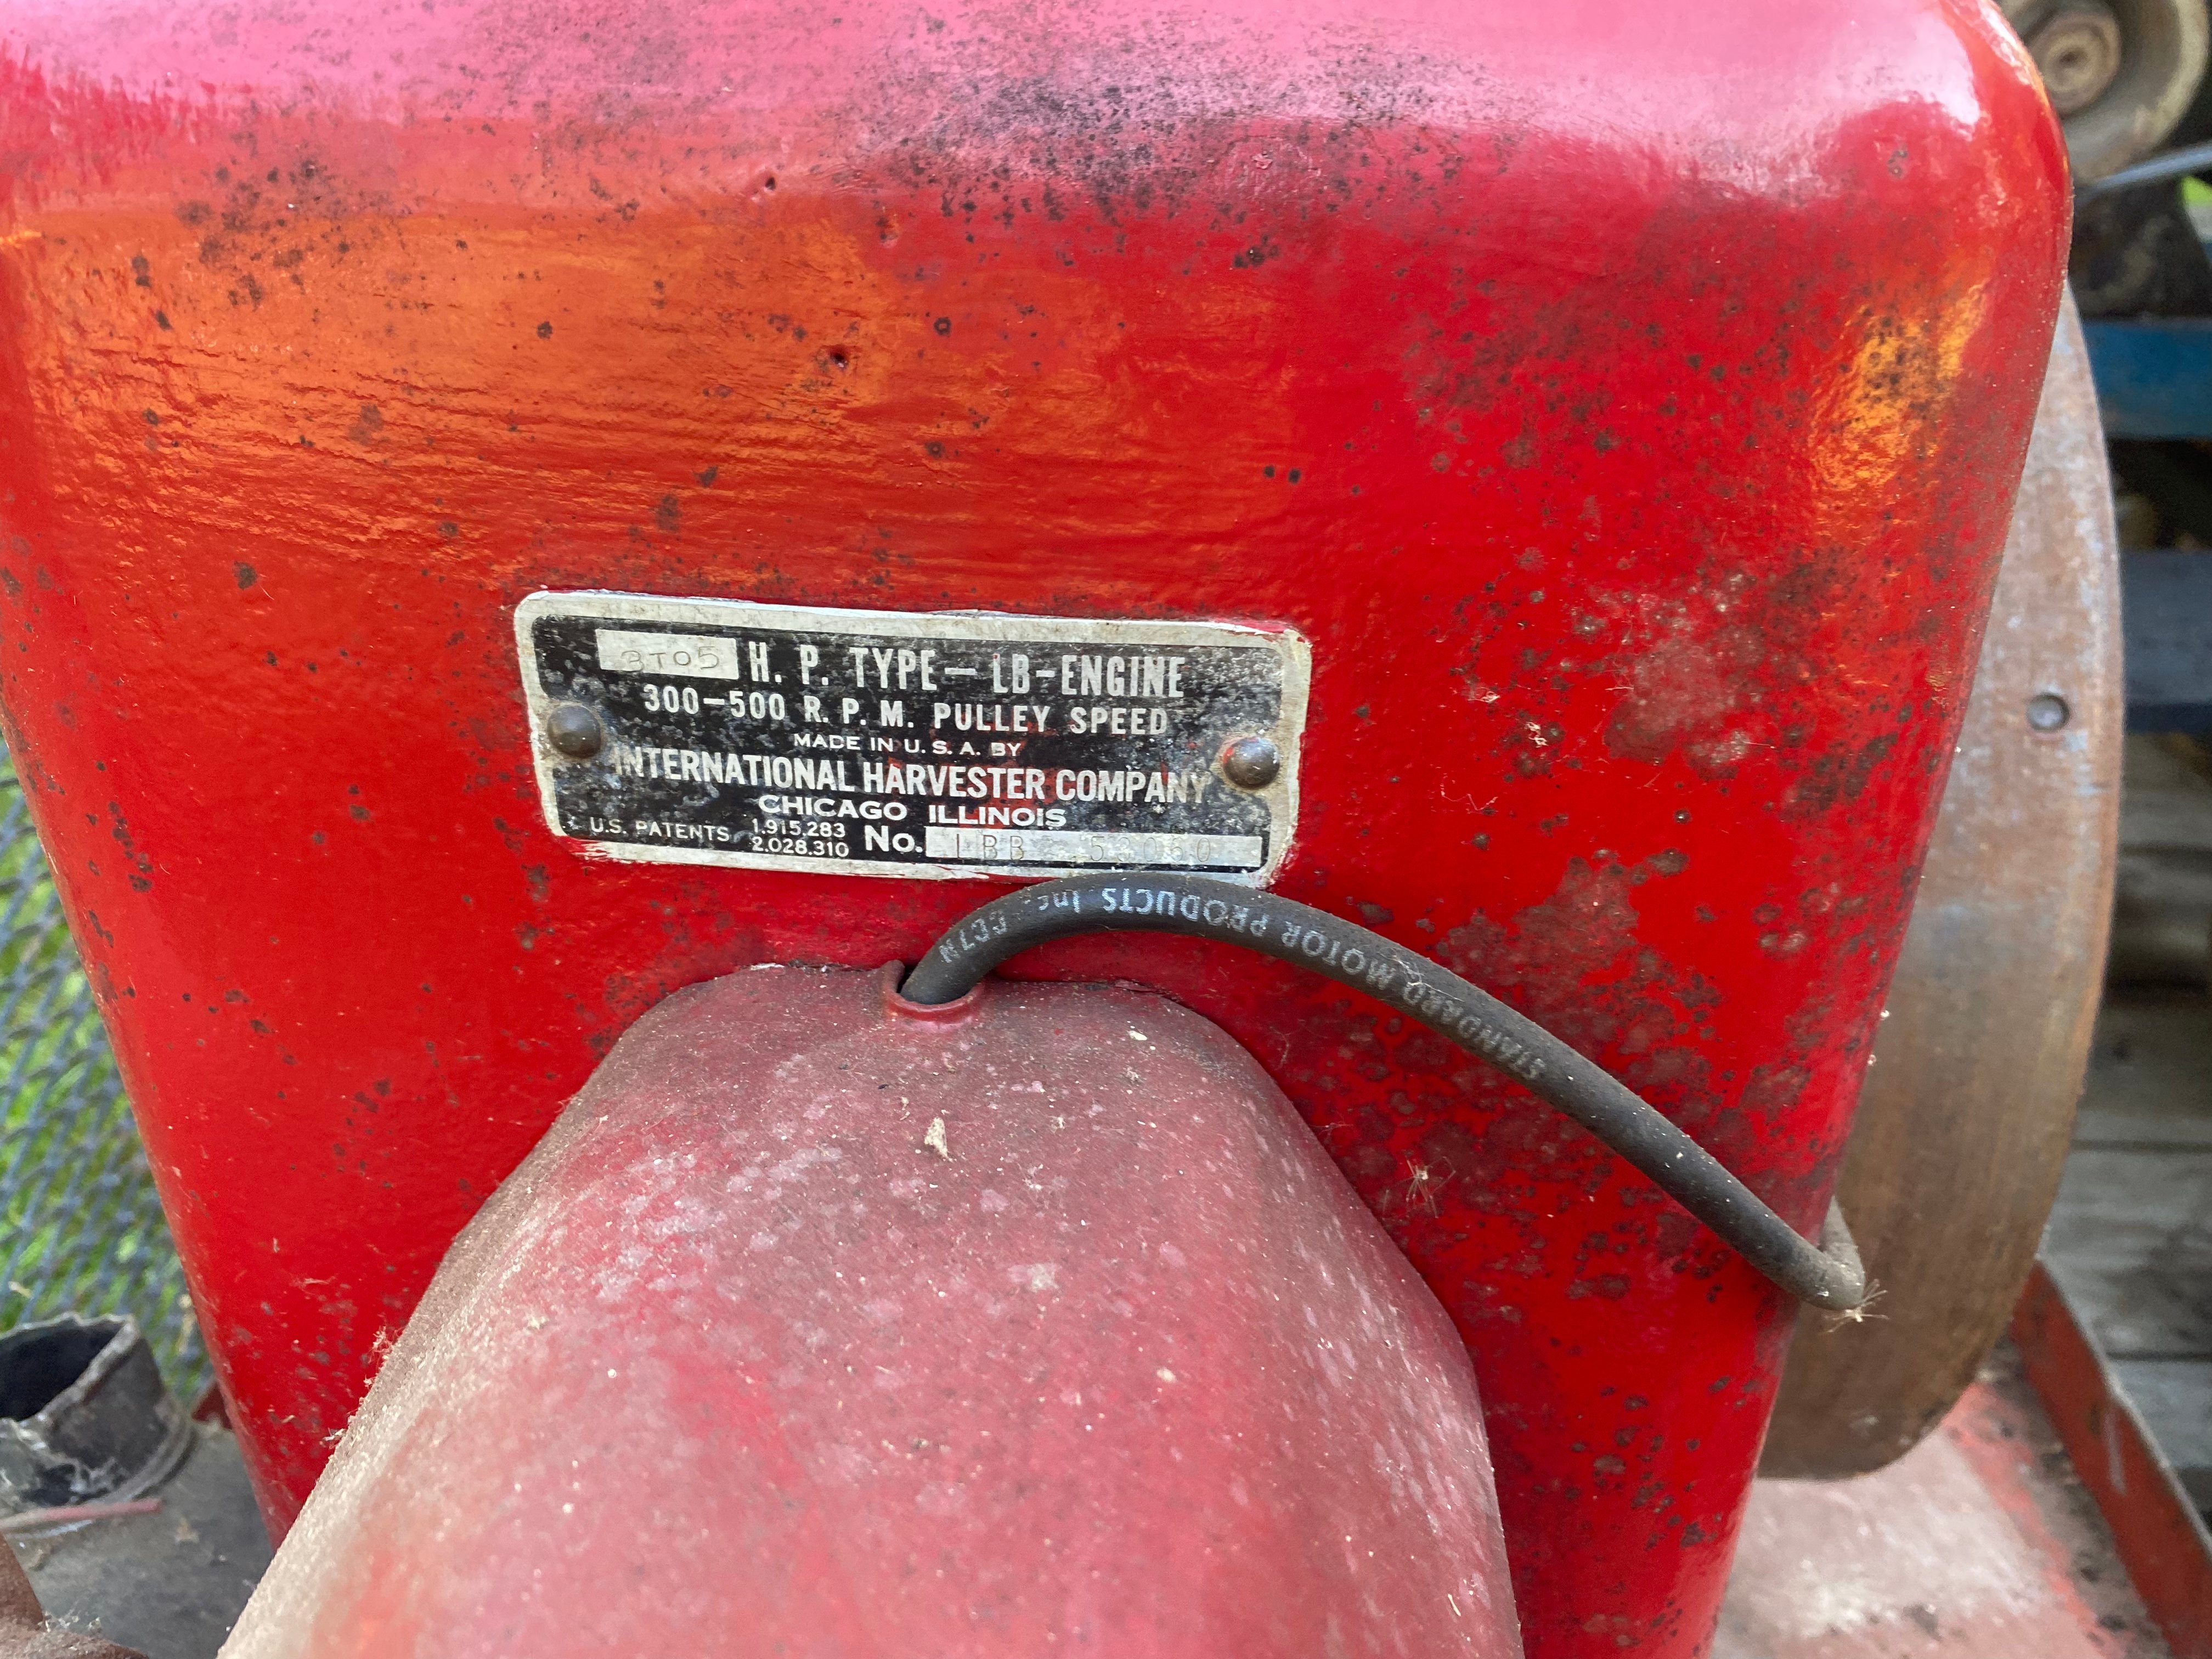 3TO5 H. P. TYPE — LB-ENGINE
300-500 R. P. M. PULLEY SPEED
MADE IN U. S. A. BY
INTERNATIONAL HARVESTER COMPANY
CHICAGO ILLINOIS
U.S. PATENTS 1,915,283
2,028,310 No. LBB
STANDARD MOTOR PRODUCTS Inc.